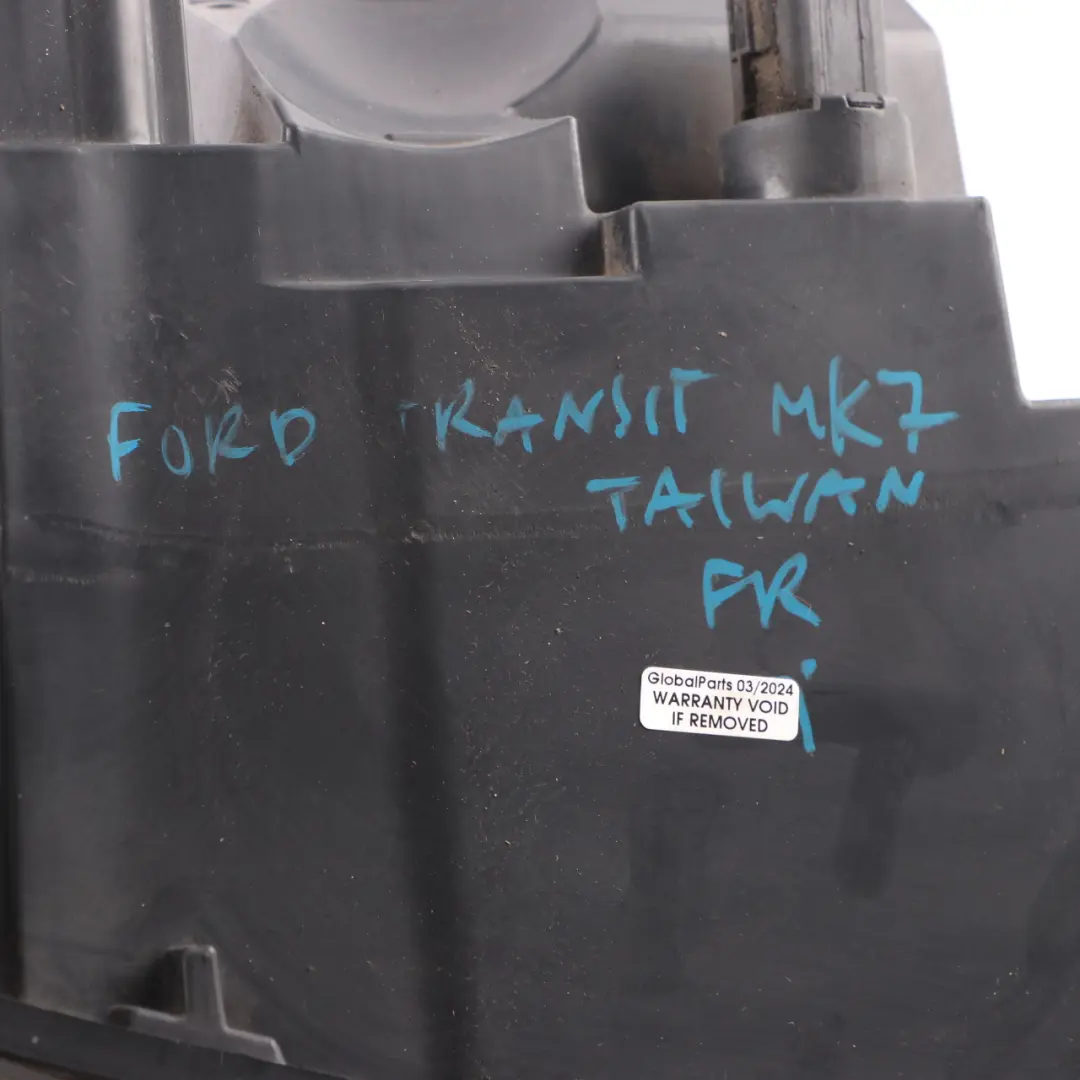 FORD TRANSIT MK7
TAIWAN
FR
GlobalParts 03/2024
WARRANTY VOID
IF REMOVED